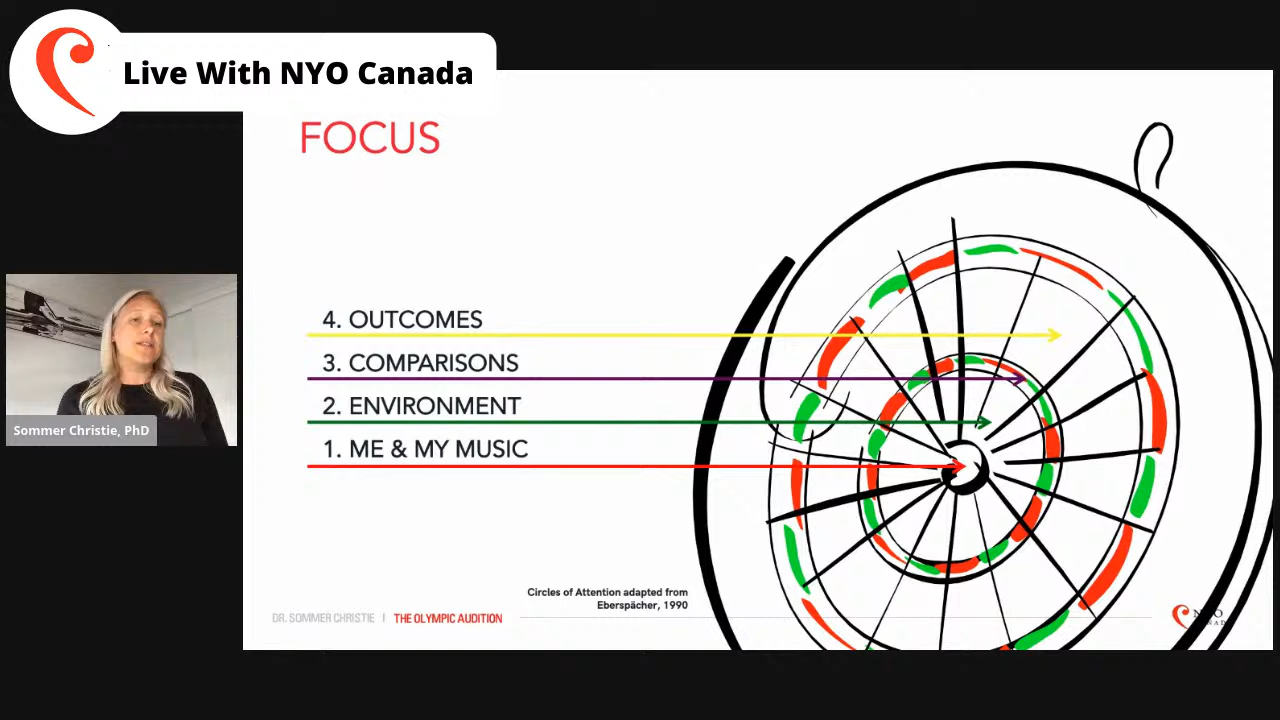 Live With NYO Canada
FOCUS
4. OUTCOMES
3. COMPARISONS
2. ENVIRONMENT
1. ME & MY MUSIC
Sommer Christie, PhD
Circles of Attention adapted from
Eberspächer, 1990
DR. SOMMER CHRISTIE | THE OLYMPIC AUDITION